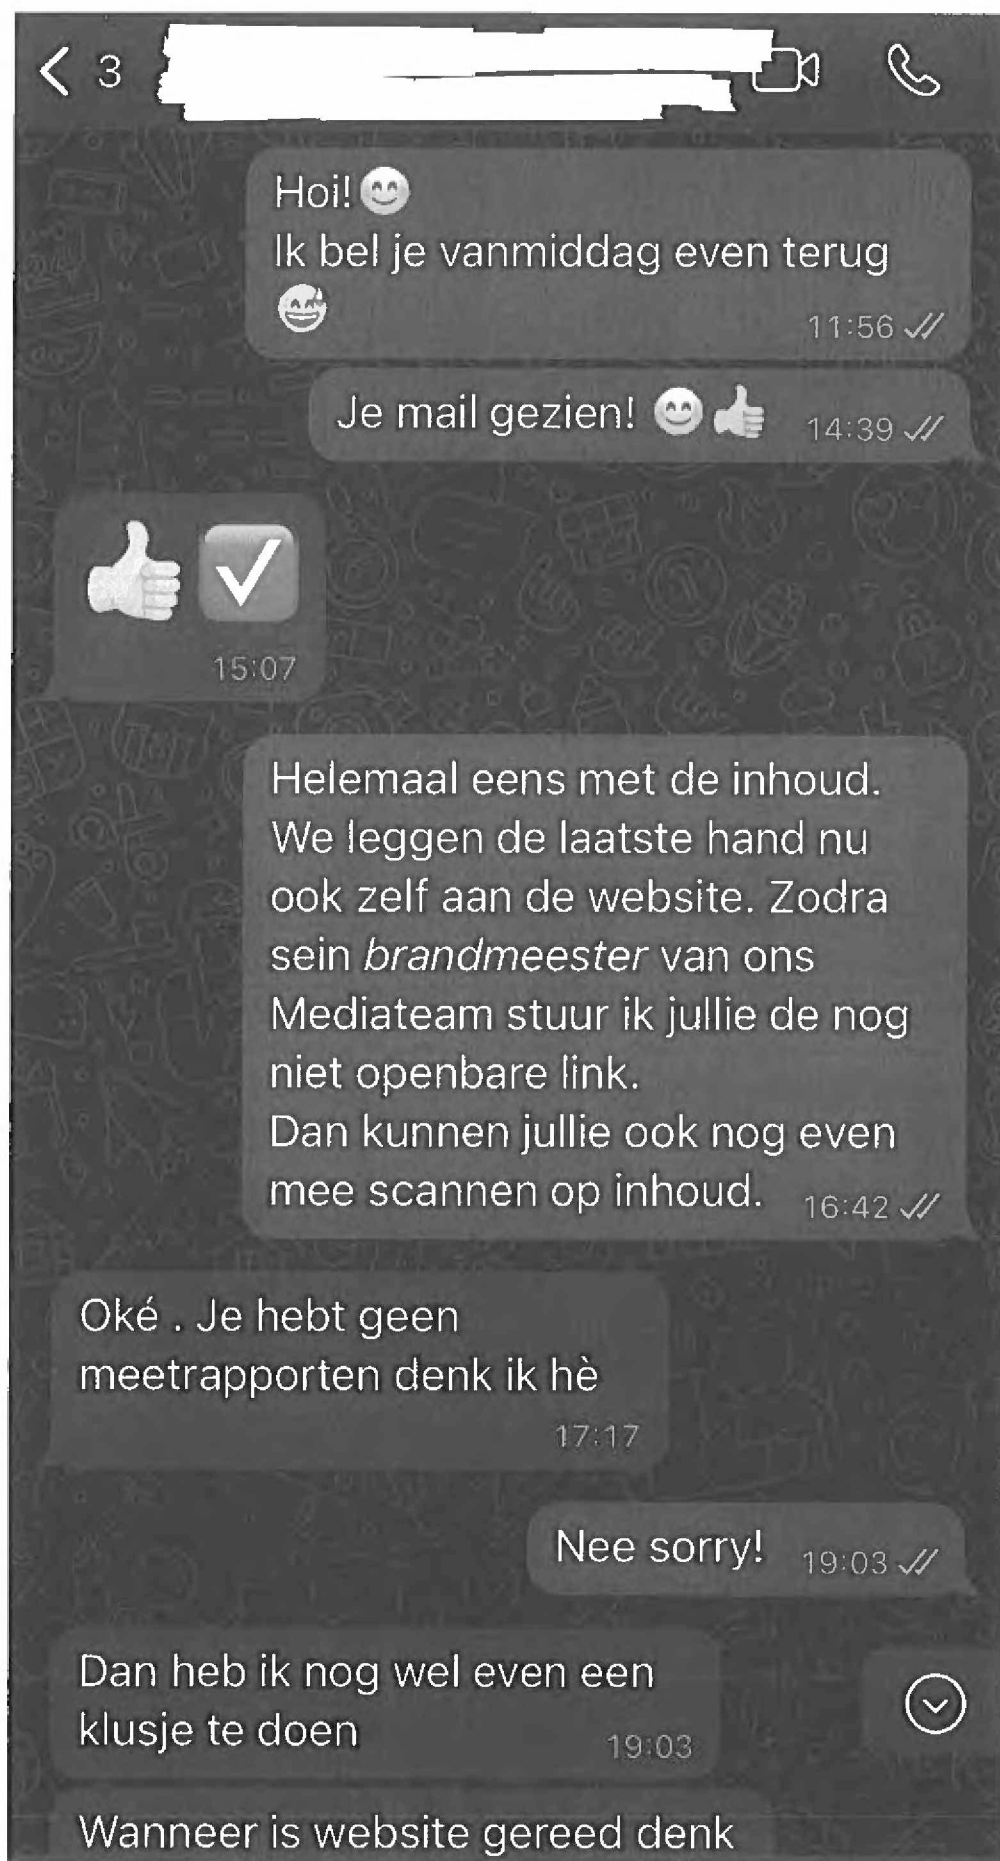 3
Hoi!😊
Ik bel je vanmiddag even terug
😅
11:56
Je mail gezien! 😊👍 14:39
👍☑️
15:07
Helemaal eens met de inhoud.
We leggen de laatste hand nu
ook zelf aan de website. Zodra
sein brandmeester van ons
Mediateam stuur ik jullie de nog
niet openbare link.
Dan kunnen jullie ook nog even
mee scannen op inhoud. 16:42
Oké . Je hebt geen
meetrapporten denk ik hè
17:17
Nee sorry! 19:03
Dan heb ik nog wel even een
klusje te doen 19:03
Wanneer is website gereed denk